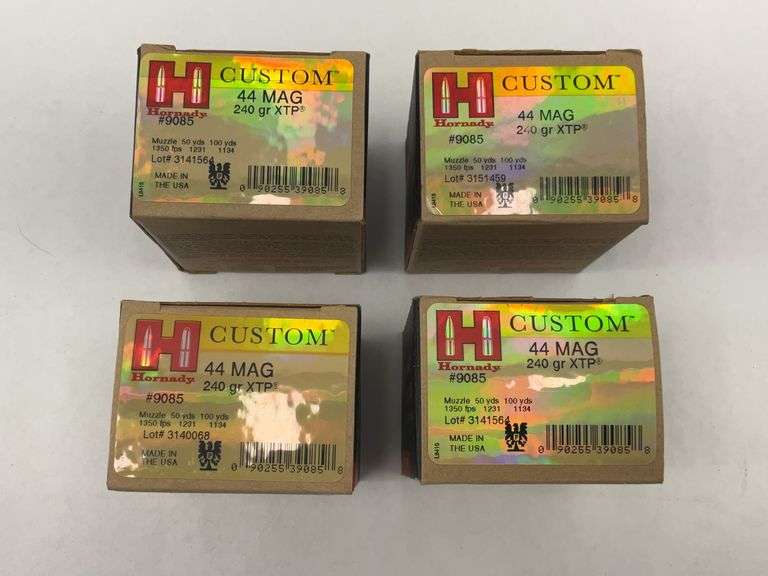 CUSTOM™
44 MAG
240 gr XTP®
Hornady®
#9085
Muzzle 50 yds 100 yds
1350 fps 1231 1134
Lot# 3141564
MADE IN
THE USA
0 90255 39085 8
CUSTOM™
44 MAG
240 gr XTP®
Hornady®
#9085
Muzzle 50 yds 100 yds
1350 fps 1231 1134
Lot# 3151459
MADE IN
THE USA
0 90255 39085 8
CUSTOM™
44 MAG
240 gr XTP®
Hornady®
#9085
Muzzle 50 yds 100 yds
1350 fps 1231 1134
Lot# 3140068
MADE IN
THE USA
0 90255 39085 8
CUSTOM™
44 MAG
240 gr XTP®
Hornady®
#9085
Muzzle 50 yds 100 yds
1350 fps 1231 1134
Lot# 3141564
MADE IN
THE USA
0 90255 39085 8